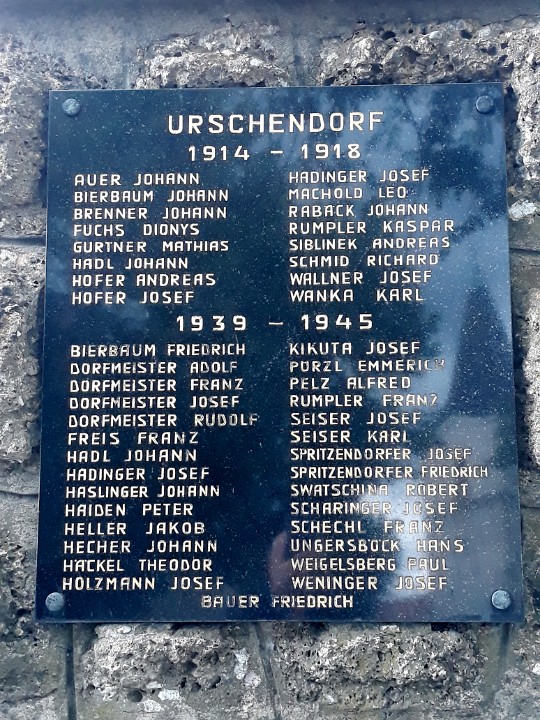 URSCHENDORF
1914 – 1918
AUER JOHANN
BIERBAUM JOHANN
BRENNER JOHANN
FUCHS DIONYS
GURTNER MATHIAS
HADL JOHANN
HOFER ANDREAS
HOFER JOSEF
HADINGER JOSEF
MACHOLD LEO
RABACK JOHANN
RUMPLER KASPAR
SIBLINEK ANDREAS
SCHMID RICHARD
WALLNER JOSEF
WANKA KARL
1939 – 1945
BIERBAUM FRIEDRICH
DORFMEISTER ADOLF
DORFMEISTER FRANZ
DORFMEISTER JOSEF
DORFMEISTER RUDOLF
FREIS FRANZ
HADL JOHANN
HADINGER JOSEF
HASLINGER JOHANN
HAIDEN PETER
HELLER JAKOB
HECHER JOHANN
HÄCKEL THEODOR
HOLZMANN JOSEF
KIKUTA JOSEF
PÜRZL EMMERICH
PELZ ALFRED
RUMPLER FRANZ
SEISER JOSEF
SEISER KARL
SPRITZENDORFER JOSEF
SPRITZENDORFER FRIEDRICH
SWATSCHINA ROBERT
SCHARINGER JOSEF
SCHECHL FRANZ
UNGERSBÖCK HANS
WEIGELSBERG PAUL
WENINGER JOSEF
BAUER FRIEDRICH